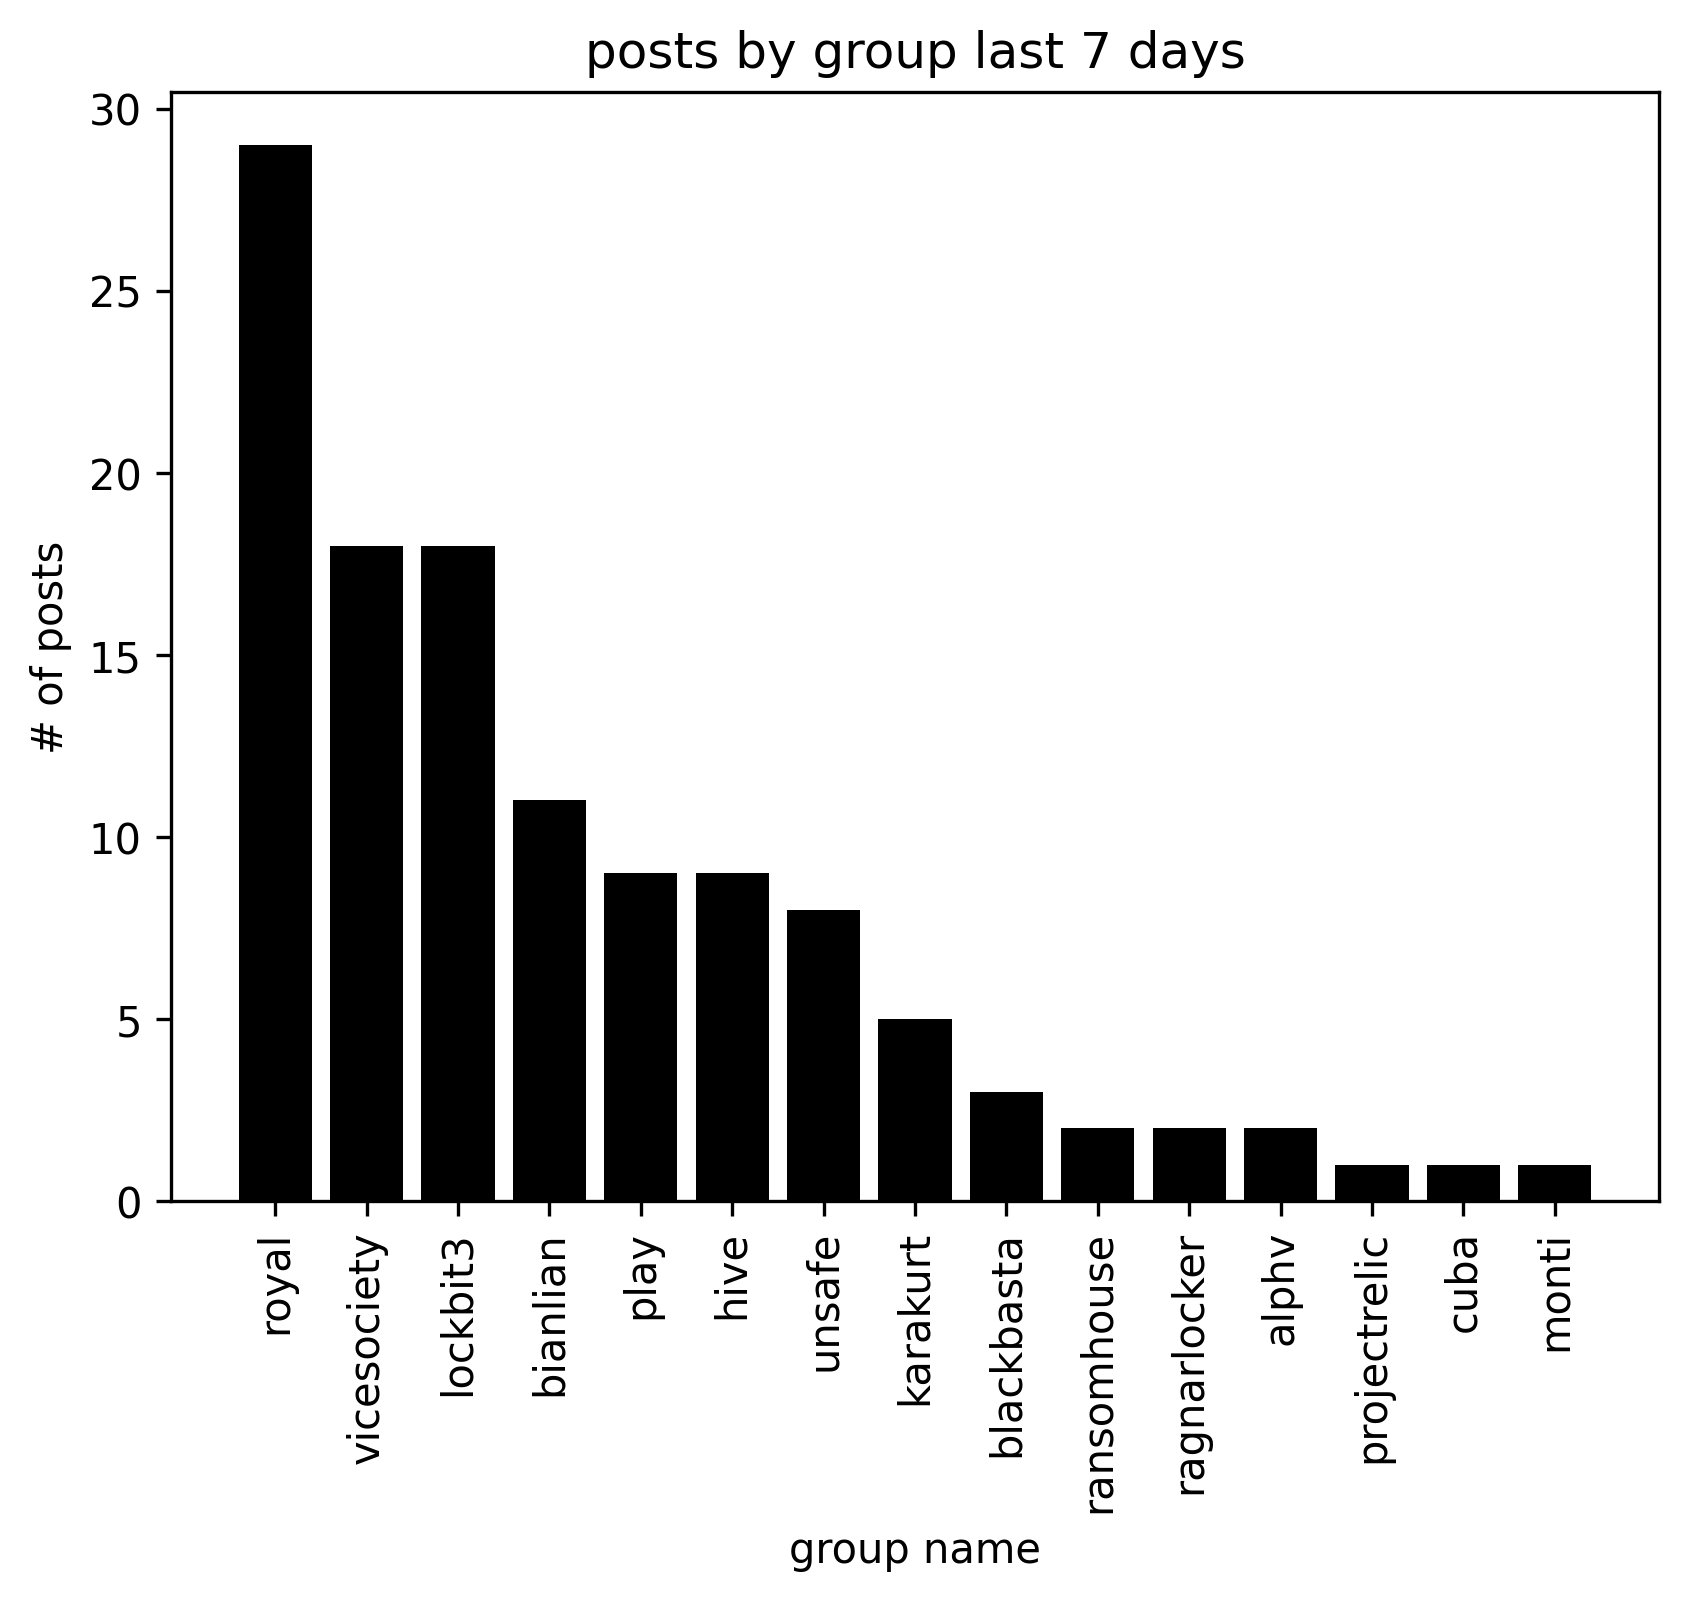 posts by group last 7 days
# of posts
30
25
20
15
10
5
0
royal
vicesociety
lockbit3
bianlian
play
hive
unsafe
karakurt
blackbasta
ransomhouse
ragnarlocker
alphv
projectrelic
cuba
monti
group name